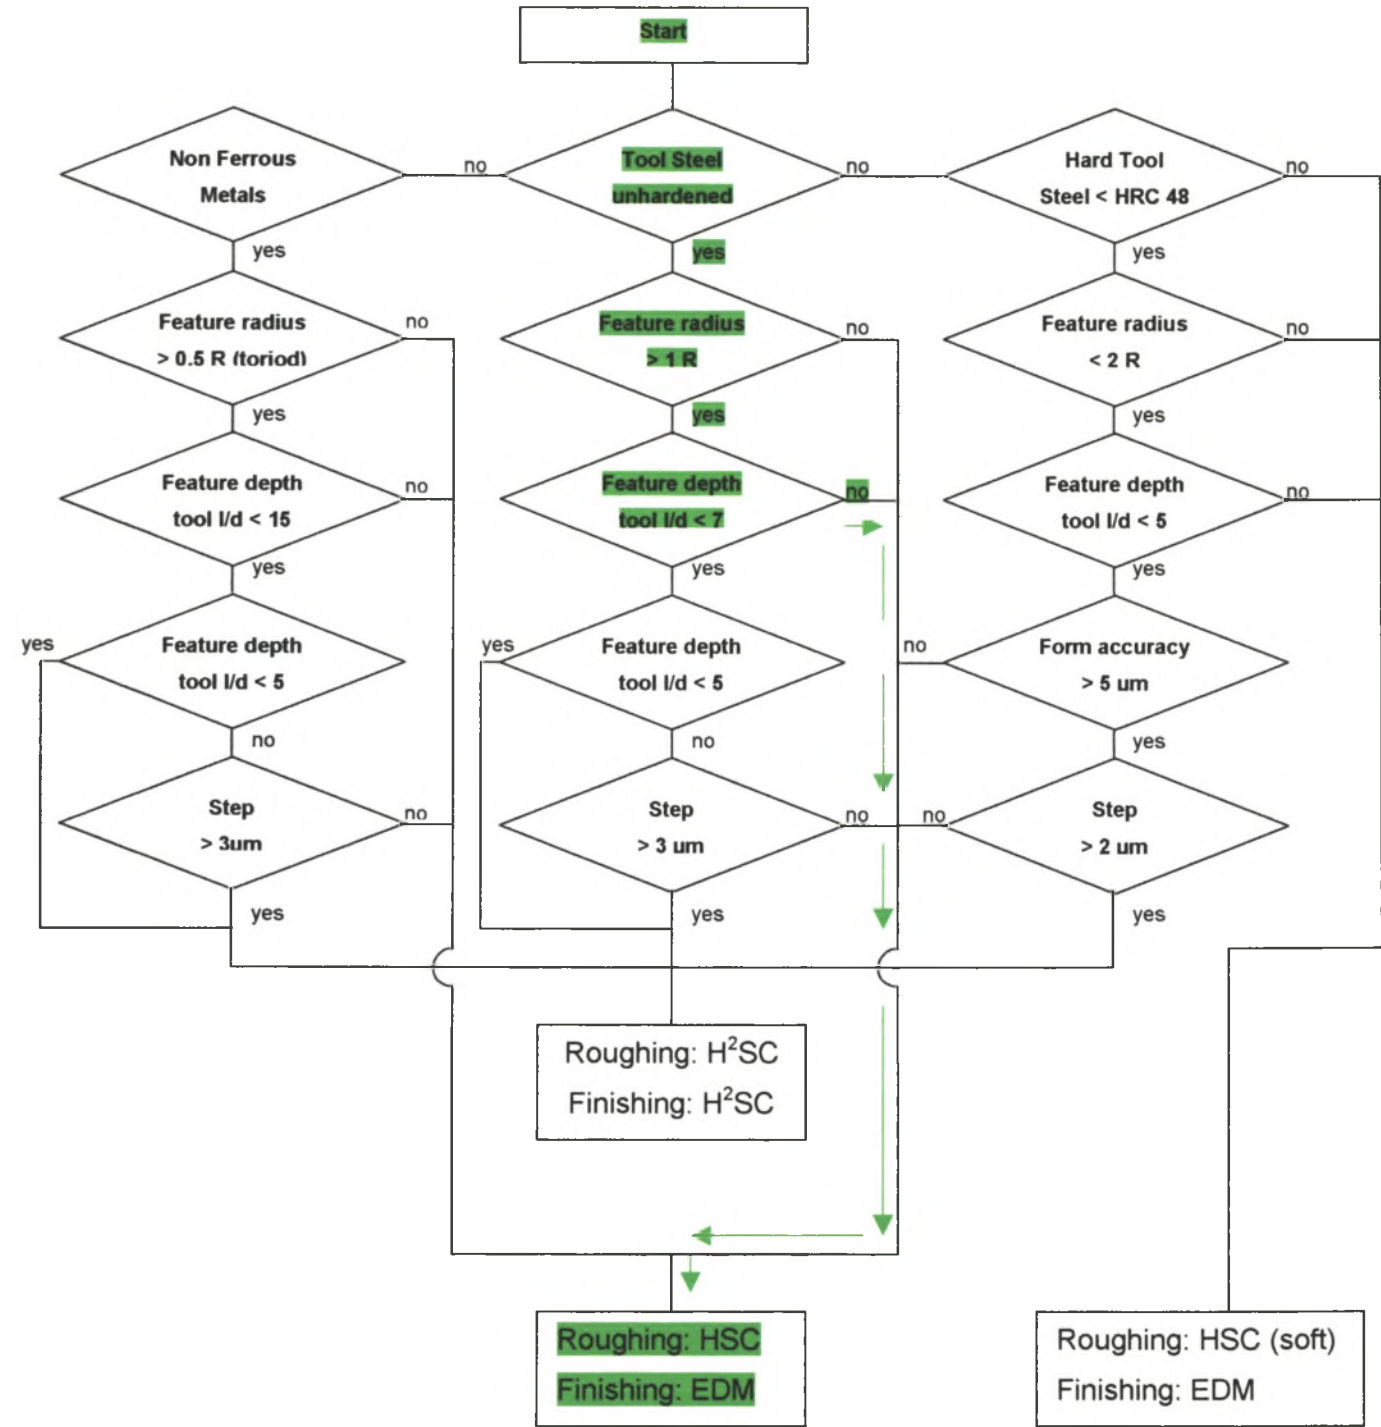 Start
Non Ferrous
Metals
no
Tool Steel
unhardened
no
Hard Tool
Steel < HRC 48
no
yes
yes
yes
Feature radius
> 0.5 R (toriod)
no
Feature radius
> 1 R
no
Feature radius
< 2 R
no
yes
yes
yes
Feature depth
tool l/d < 15
no
Feature depth
tool l/d < 7
no
Feature depth
tool l/d < 5
no
yes
yes
yes
yes
Feature depth
tool l/d < 5
yes
Feature depth
tool l/d < 5
no
Form accuracy
> 5 um
no
no
yes
Step
> 3um
no
Step
> 3 um
no
no
Step
> 2 um
yes
yes
yes
Roughing: H²SC
Finishing: H²SC
Roughing: HSC
Finishing: EDM
Roughing: HSC (soft)
Finishing: EDM